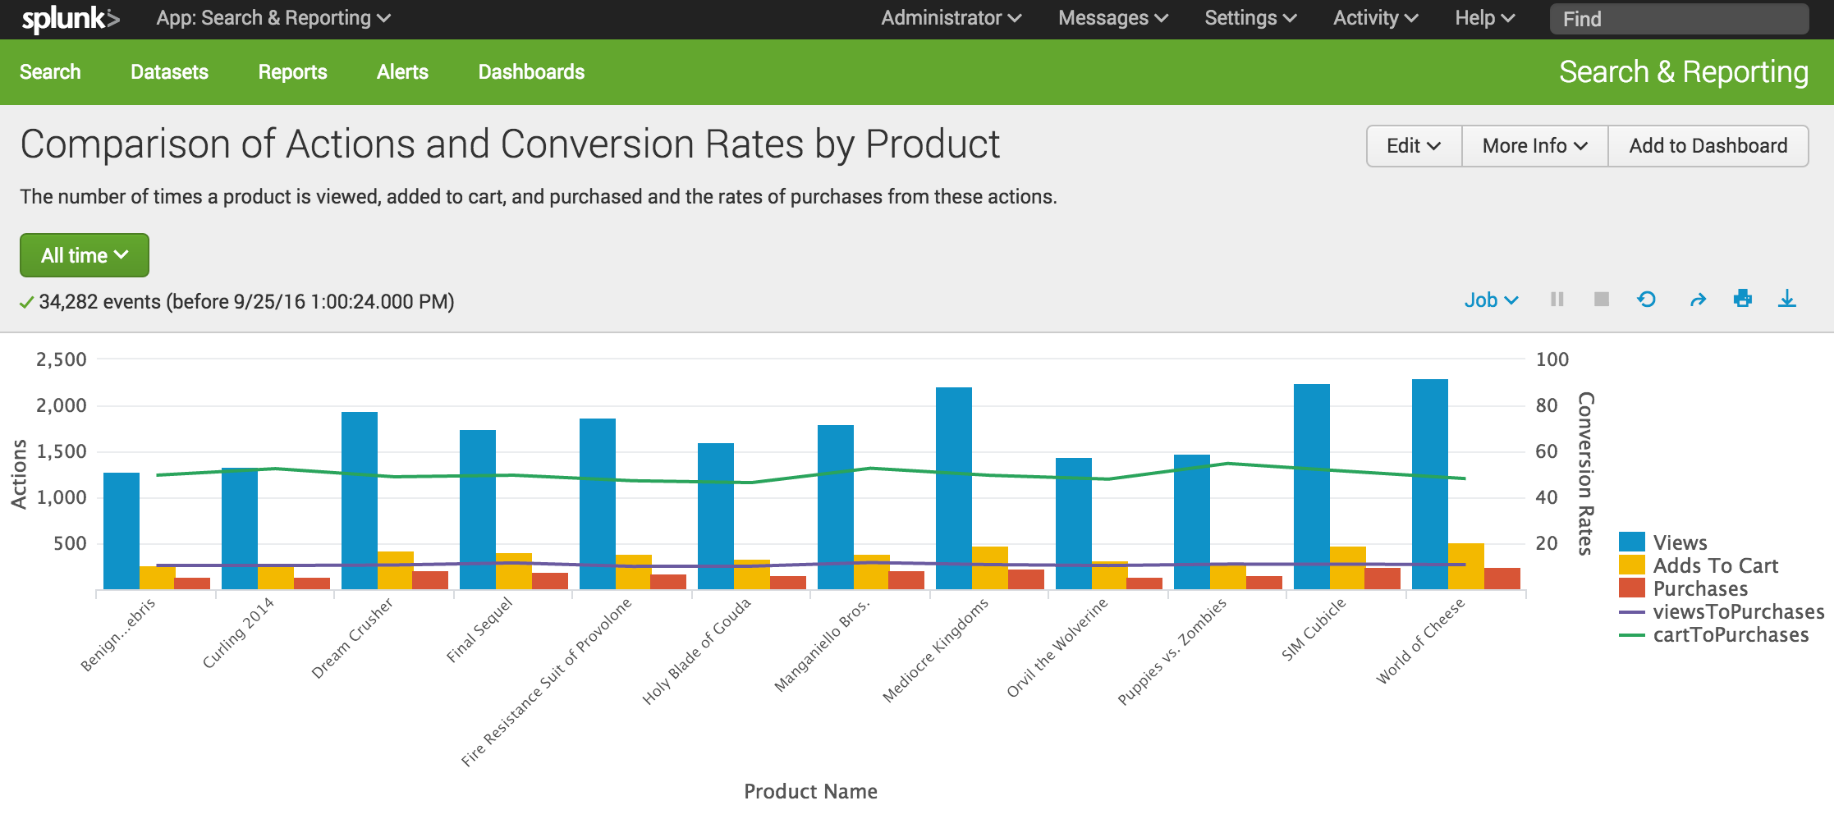 splunk> App: Search & Reporting Administrator Messages Settings Activity Help Find
Search Datasets Reports Alerts Dashboards Search & Reporting
Comparison of Actions and Conversion Rates by Product
Edit More Info Add to Dashboard
The number of times a product is viewed, added to cart, and purchased and the rates of purchases from these actions.
All time
34,282 events (before 9/25/16 1:00:24.000 PM)
Job
Actions
2,500
2,000
1,500
1,000
500
100
80
60
40
20
Conversion Rates
Views
Adds To Cart
Purchases
viewsToPurchases
cartToPurchases
Benign...ebris
Curling 2014
Dream Crusher
Final Sequel
Fire Resistance Suit of Provolone
Holy Blade of Gouda
Manganiello Bros.
Mediocre Kingdoms
Orvil the Wolverine
Puppies vs. Zombies
SIM Cubicle
World of Cheese
Product Name